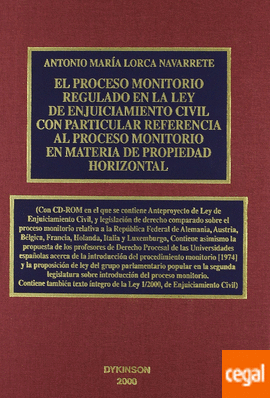 ANTONIO MARÍA LORCA NAVARRETE
EL PROCESO MONITORIO
REGULADO EN LA LEY
DE ENJUICIAMIENTO CIVIL
CON PARTICULAR REFERENCIA
AL PROCESO MONITORIO
EN MATERIA DE PROPIEDAD
HORIZONTAL
(Con CD-ROM en el que se contiene Anteproyecto de Ley de
Enjuiciamiento Civil, y legislación de derecho comparado sobre el
proceso monitorio relativa a la República Federal de Alemania, Austria,
Bélgica, Francia, Holanda, Italia y Luxemburgo, Contiene asimismo la
propuesta de los profesores de Derecho Procesal de las Universidades
españolas acerca de la introducción del procedimiento monitorio [1974]
y la proposición de ley del grupo parlamentario popular en la segunda
legislatura sobre introducción del proceso monitorio.
Contiene también texto íntegro de la Ley 1/2000, de Enjuiciamiento Civil)
DYKINSON
2000
cegal